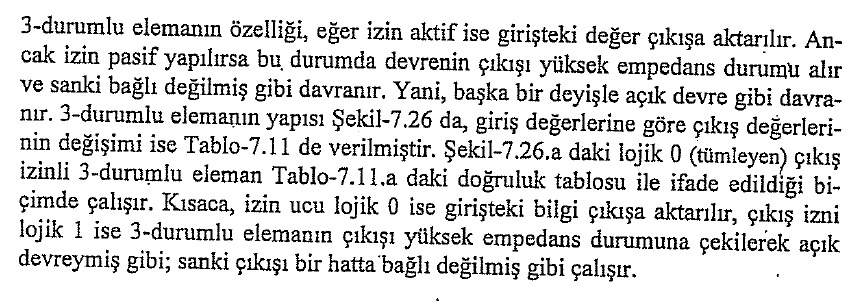 3-durumlu elemanın özelliği, eğer izin aktif ise girişteki değer çıkışa aktarılır. An-
cak izin pasif yapılırsa bu durumda devrenin çıkışı yüksek empedans durumu alır
ve sanki bağlı değilmiş gibi davranır. Yani, başka bir deyişle açık devre gibi davra-
nır. 3-durumlu elemanın yapısı Şekil-7.26 da, giriş değerlerine göre çıkış değerleri-
nin değişimi ise Tablo-7.11 de verilmiştir. Şekil-7.26.a daki lojik 0 (tümleyen) çıkış
izinli 3-durumlu eleman Tablo-7.11.a daki doğruluk tablosu ile ifade edildiği bi-
çimde çalışır. Kısaca, izin ucu lojik 0 ise girişteki bilgi çıkışa aktarılır, çıkış izni
lojik 1 ise 3-durumlu elemanın çıkışı yüksek empedans durumuna çekilerek açık
devreymiş gibi; sanki çıkışı bir hatta bağlı değilmiş gibi çalışır.